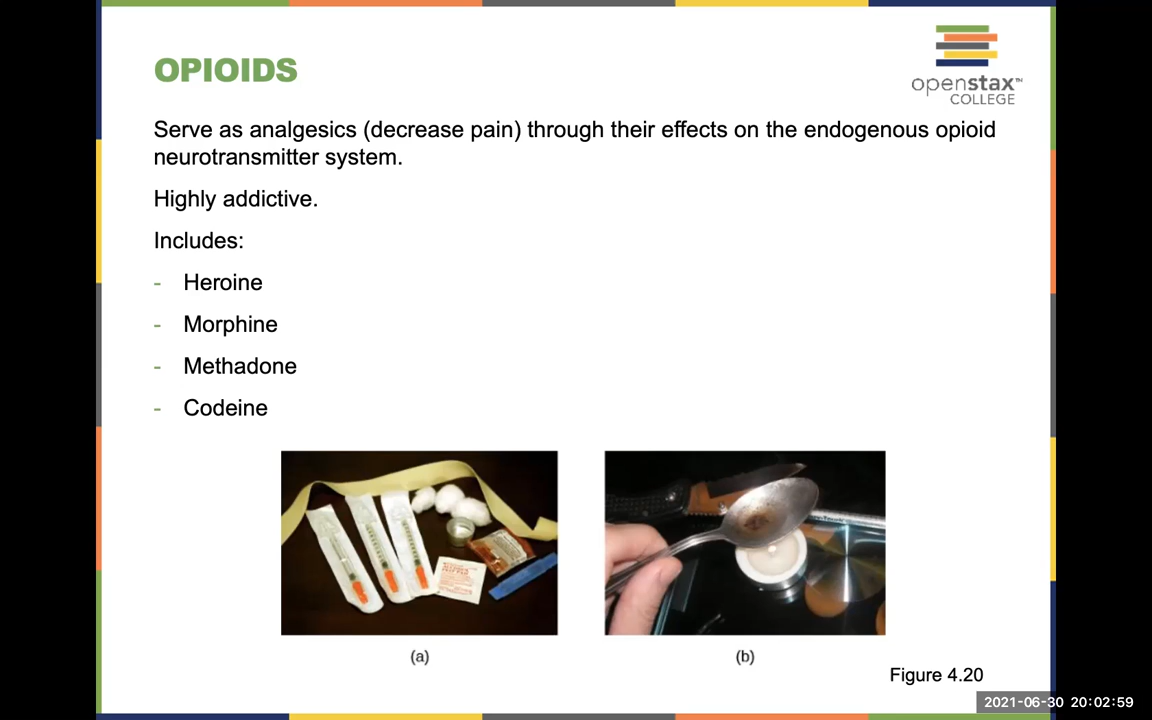 OPIOIDS
openstax™
COLLEGE
Serve as analgesics (decrease pain) through their effects on the endogenous opioid
neurotransmitter system.
Highly addictive.
Includes:
- Heroine
- Morphine
- Methadone
- Codeine
(a)
(b)
Figure 4.20
2021-06-30 20:02:59